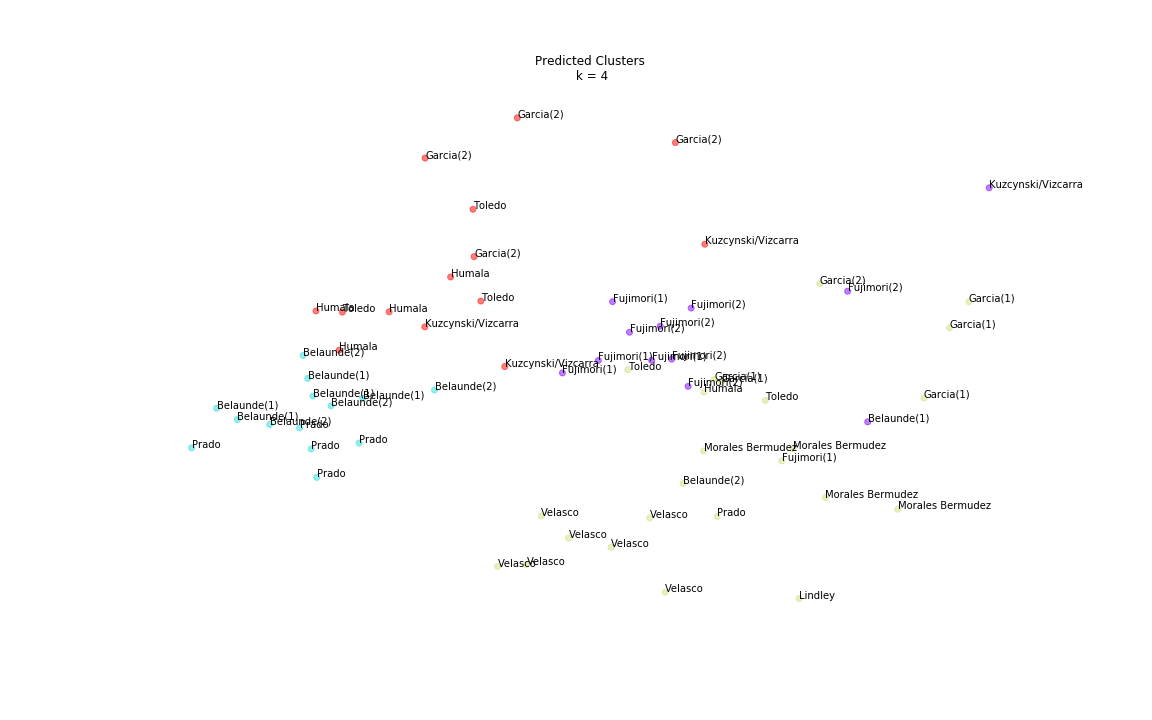 Predicted Clusters
k = 4
Garcia(2)
Garcia(2)
Garcia(2)
Kuzcynski/Vizcarra
Toledo
Kuzcynski/Vizcarra
Garcia(2)
Humala
Garcia(2)
Fujimori(2)
Toledo
Fujimori(1)
Garcia(1)
Fujimori(2)
Humala
Toledo
Humala
Kuzcynski/Vizcarra
Fujimori(2)
Fujimori(2)
Garcia(1)
Humala
Belaunde(2)
Kuzcynski/Vizcarra
Fujimori(1)
Fujimori(1)
Fujimori(2)
Fujimori(1)
Toledo
Belaunde(1)
Garcia(1)
Garcia(1)
Belaunde(2)
Fujimori(2)
Humala
Belaunde(1)
Belaunde(1)
Toledo
Garcia(1)
Belaunde(2)
Belaunde(1)
Belaunde(1)
Belaunde(2)
Prado
Belaunde(1)
Prado
Prado
Prado
Morales Bermudez
Morales Bermudez
Fujimori(1)
Prado
Belaunde(2)
Morales Bermudez
Morales Bermudez
Velasco
Velasco
Prado
Velasco
Velasco
Velasco
Velasco
Velasco
Lindley